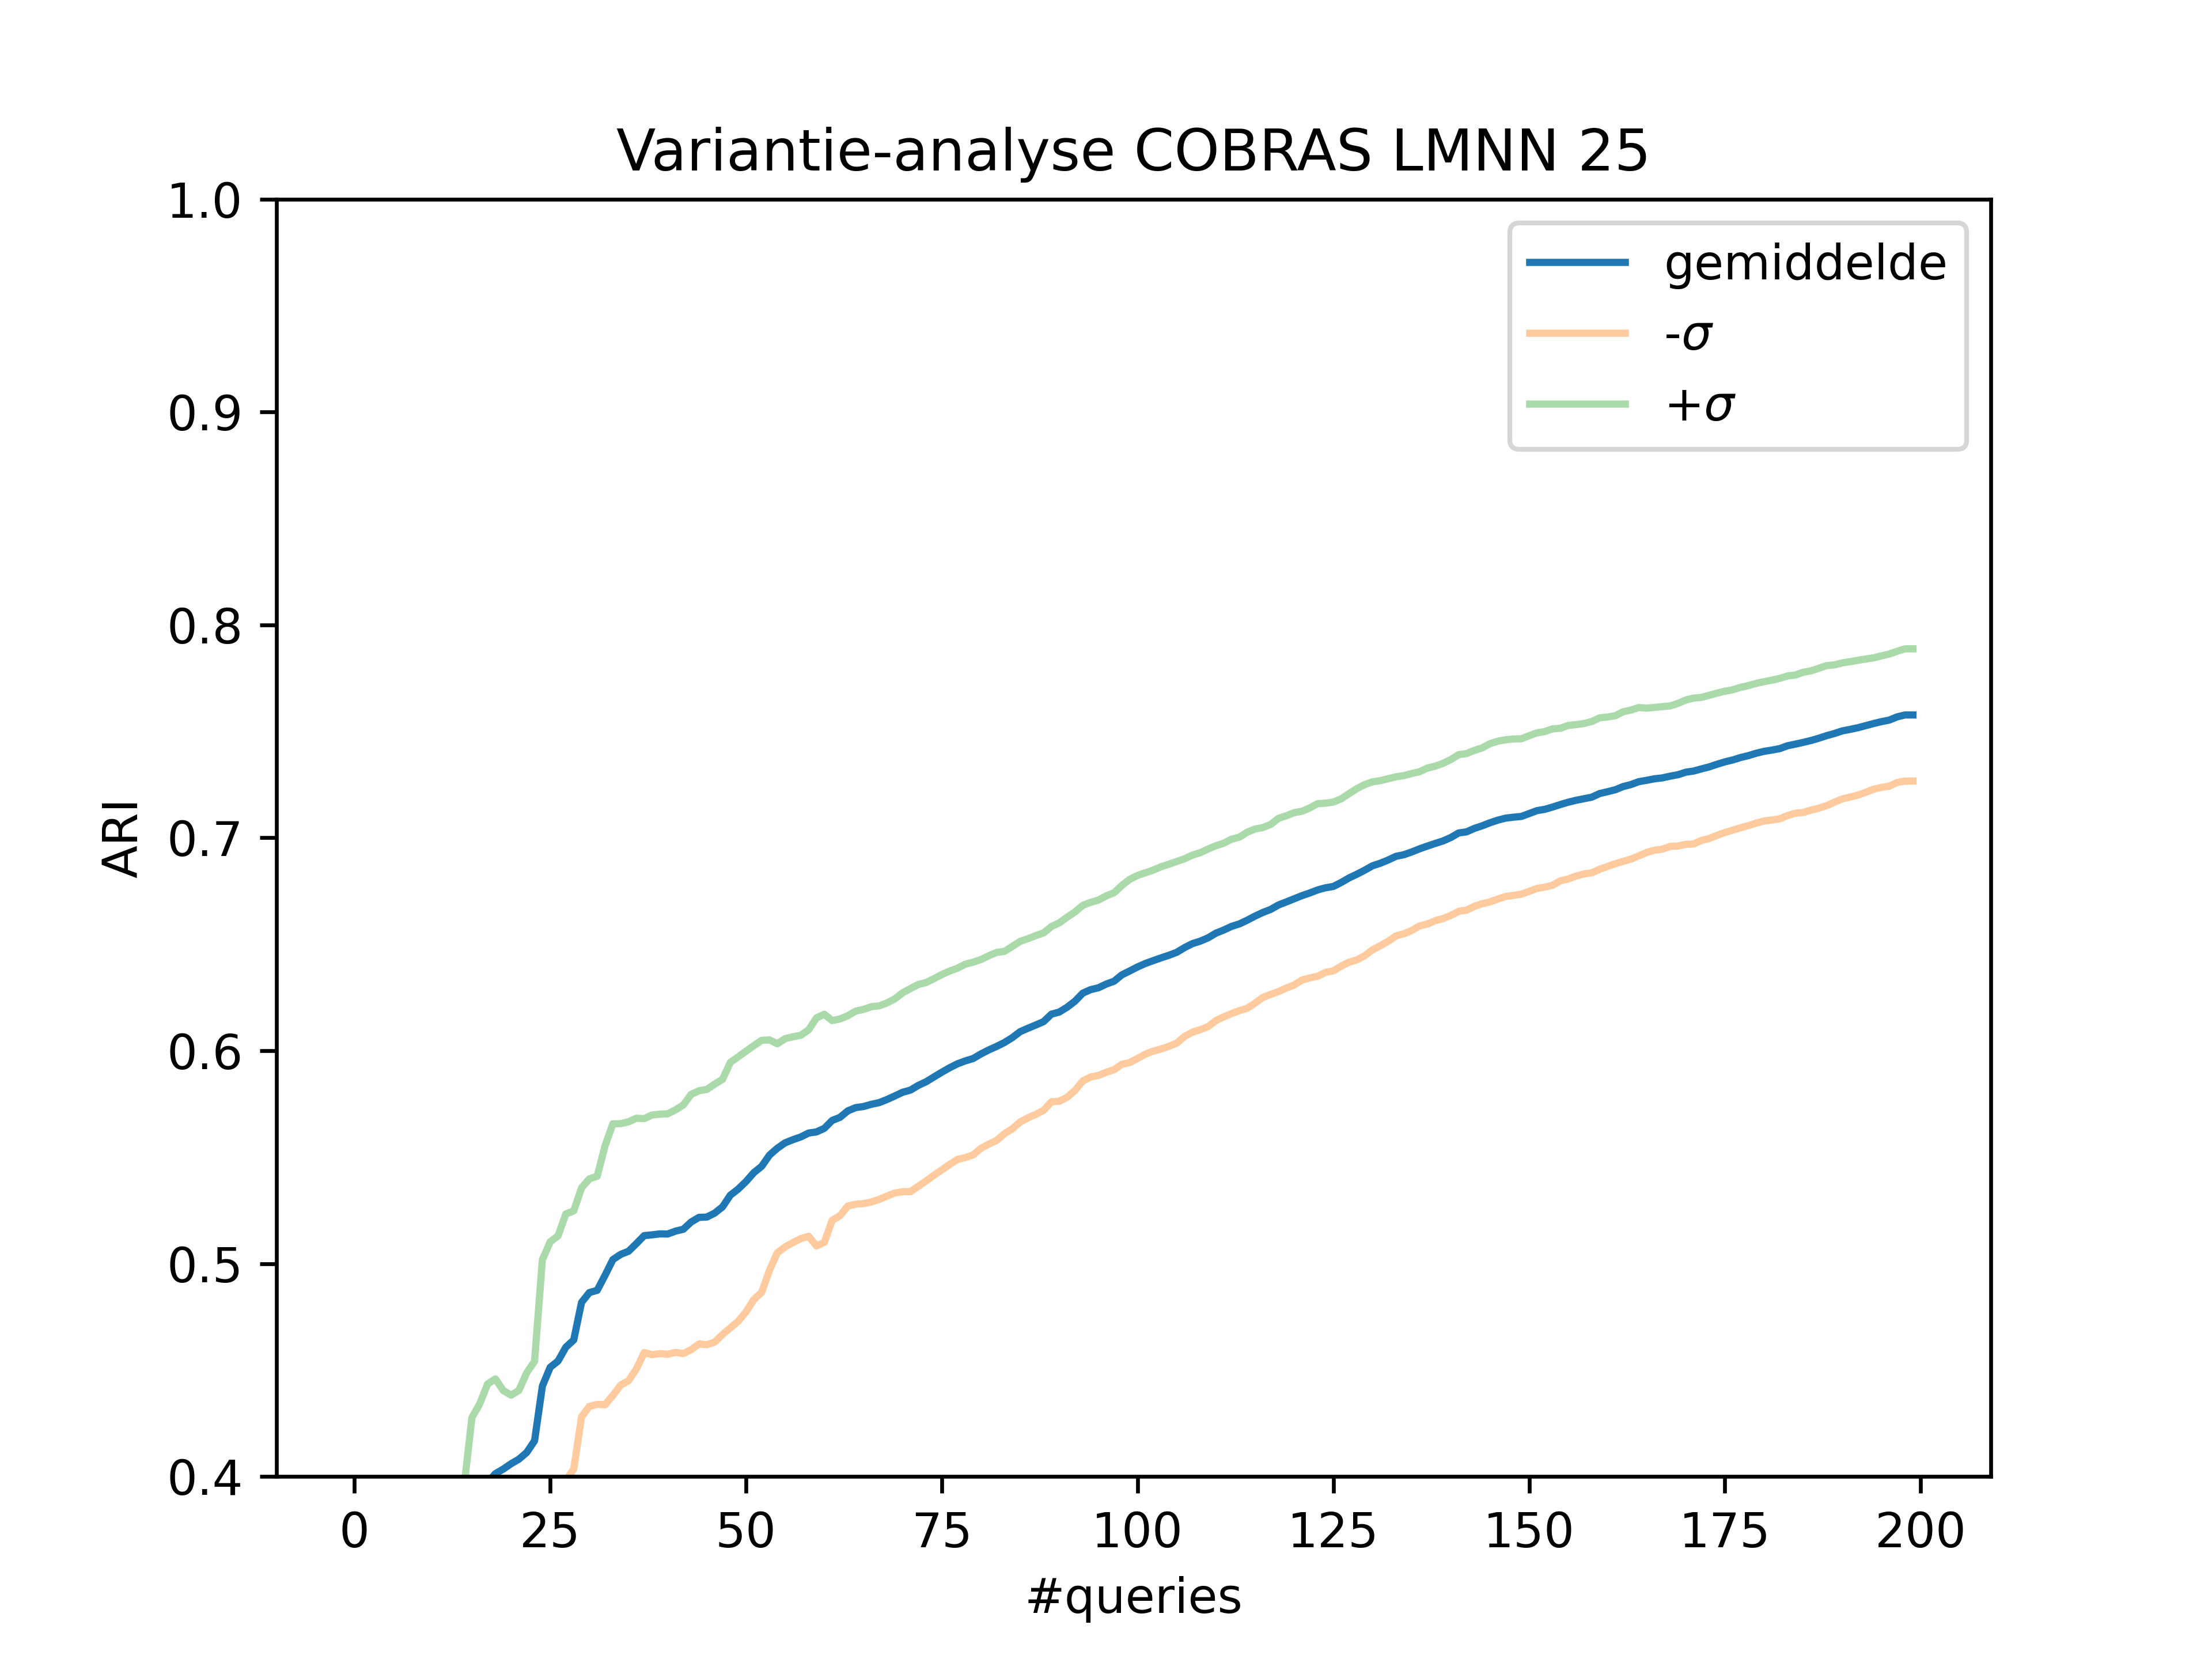 Variantie-analyse COBRAS LMNN 25
1.0
0.9
0.8
0.7
0.6
0.5
0.4
ARI
gemiddelde
-σ
+σ
0 25 50 75 100 125 150 175 200
#queries